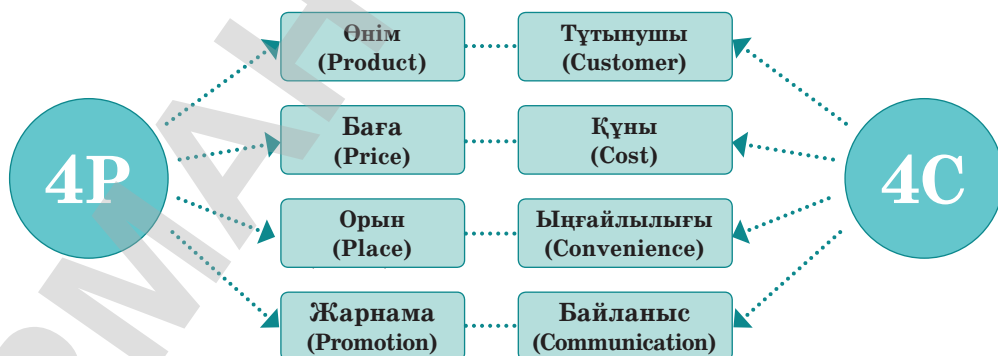 4P
Өнім
(Product)
Тұтынушы
(Customer)
Баға
(Price)
Құны
(Cost)
Орын
(Place)
Ыңғайлылығы
(Convenience)
Жарнама
(Promotion)
Байланыс
(Communication)
4C